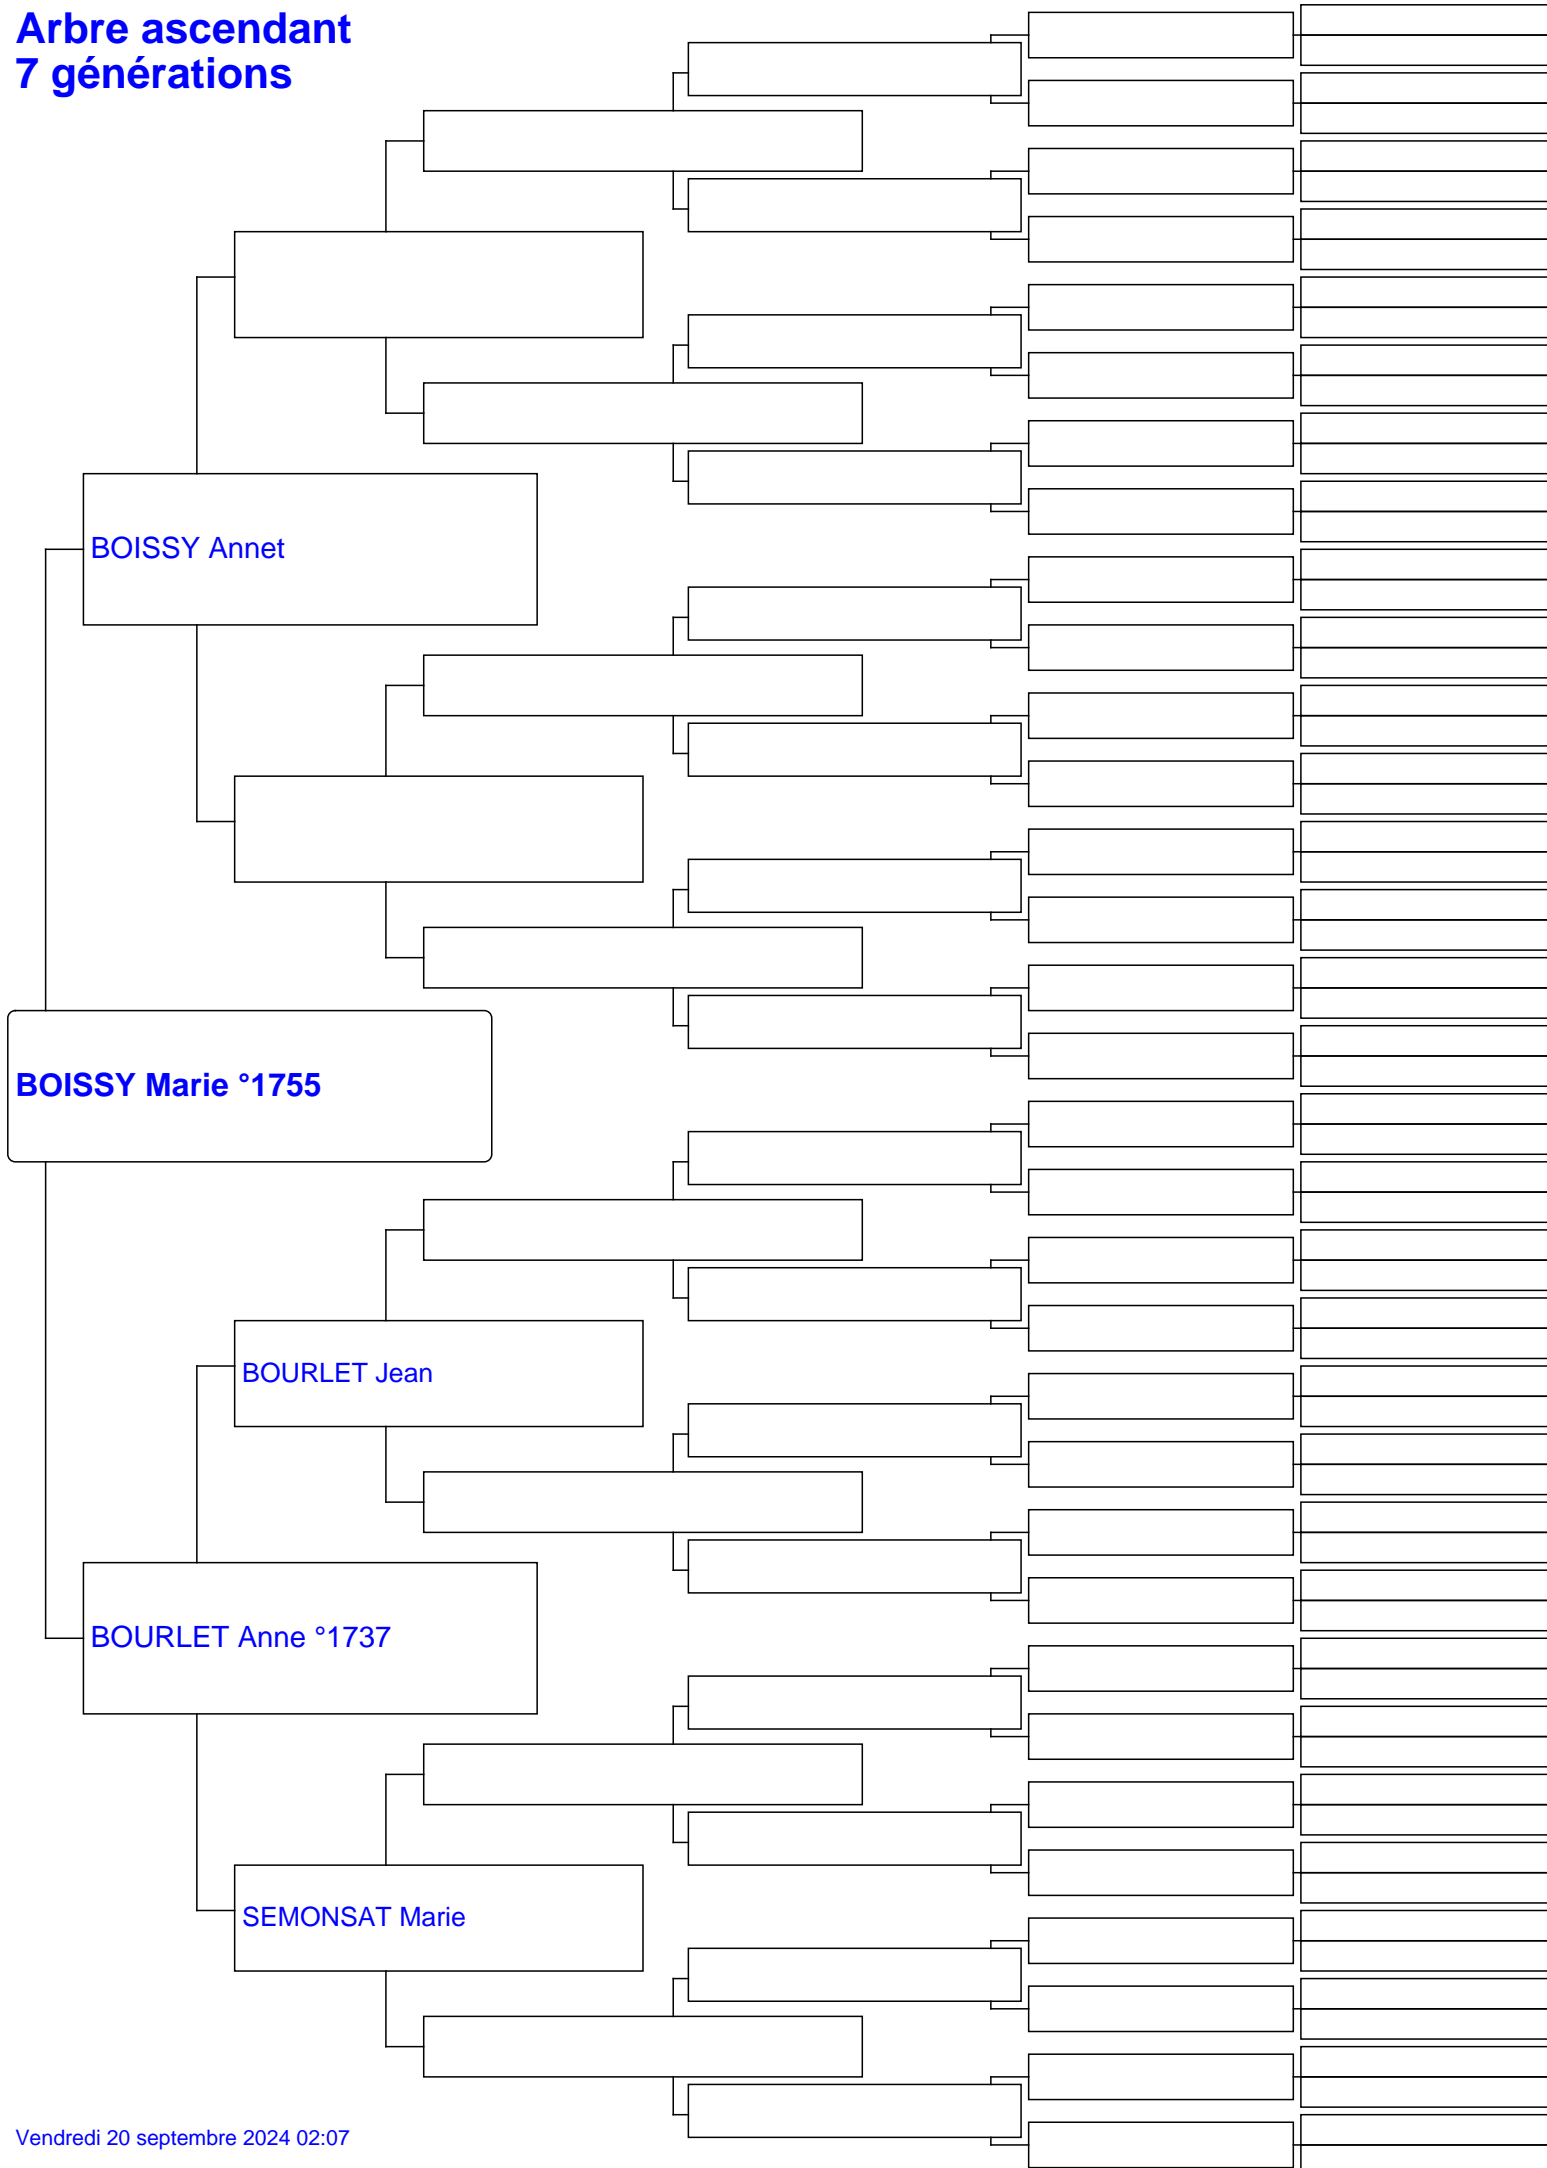 Arbre ascendant
7 générations
BOISSY Annet
BOISSY Marie °1755
BOURLET Jean
BOURLET Anne °1737
SEMONSAT Marie
Vendredi 20 septembre 2024 02:07